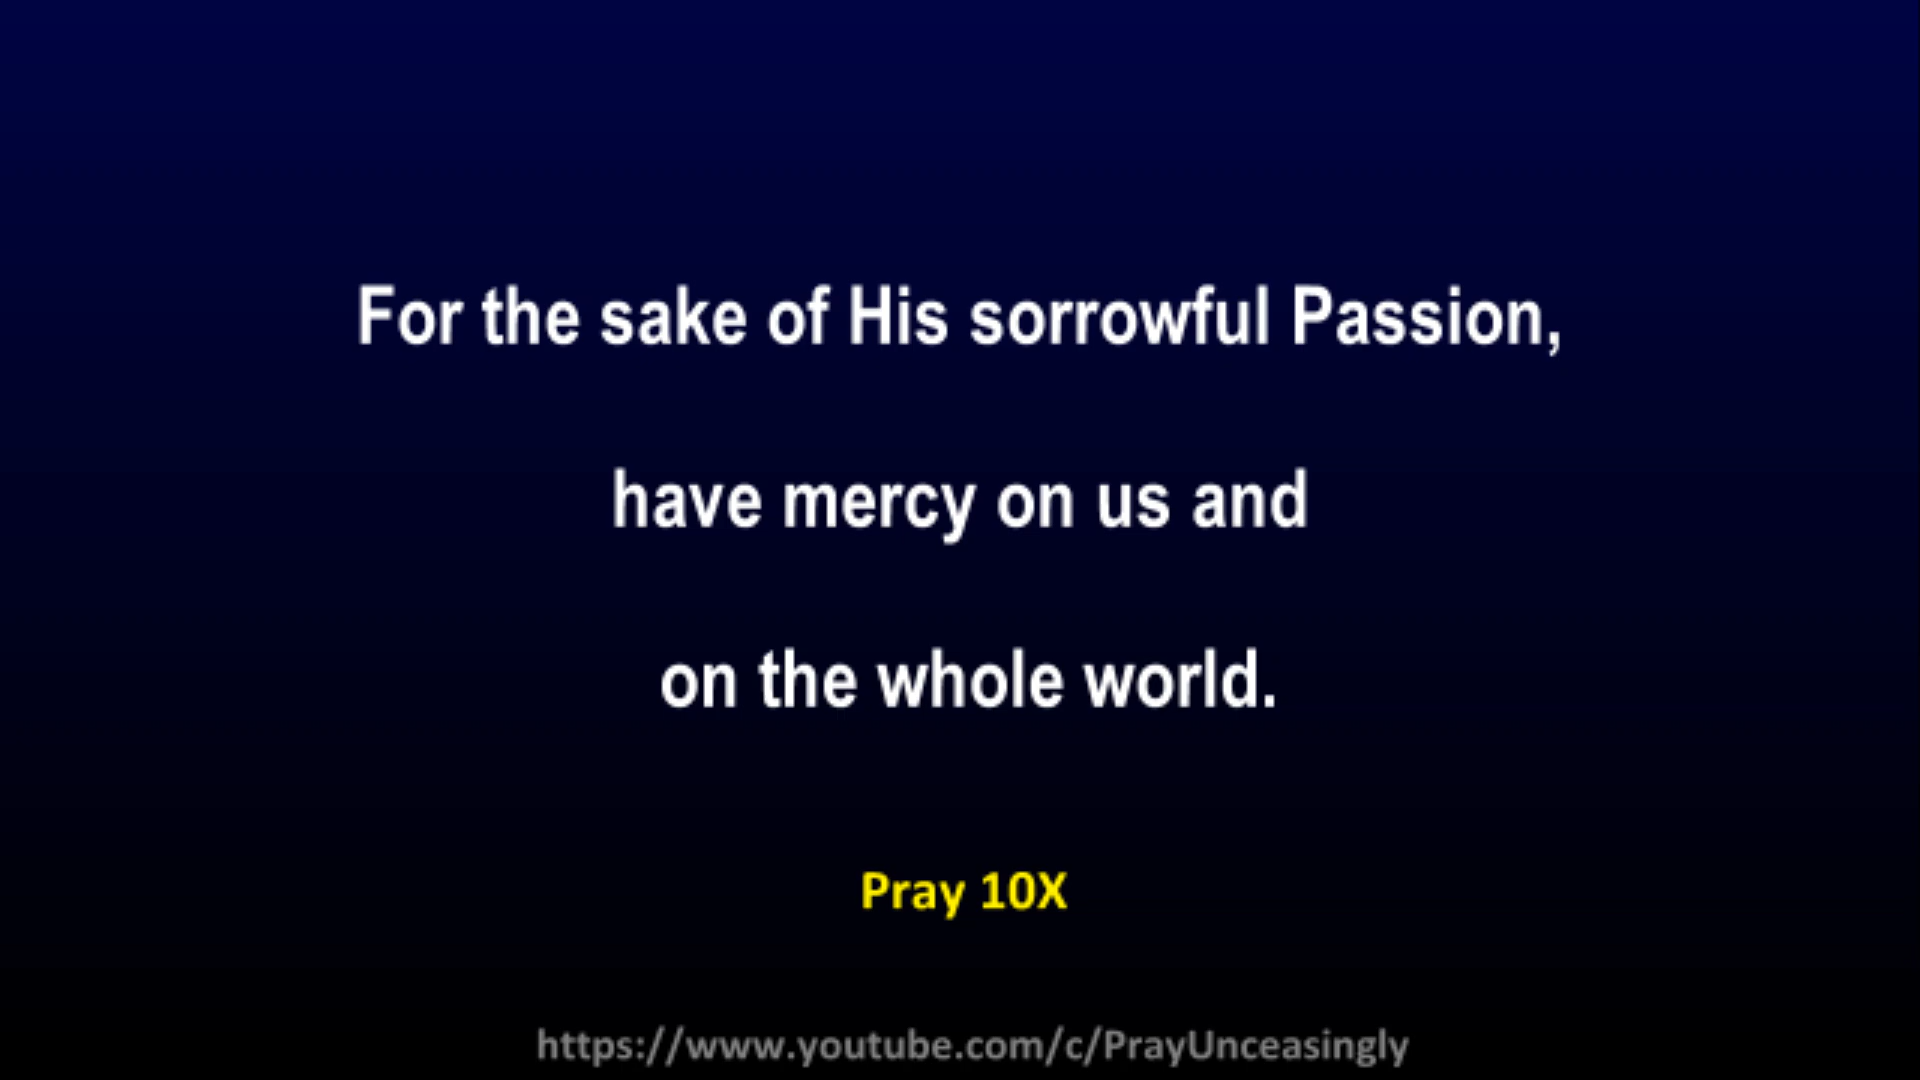 For the sake of His sorrowful Passion,
have mercy on us and
on the whole world.
Pray 10X
https://www.youtube.com/c/PrayUnceasingly